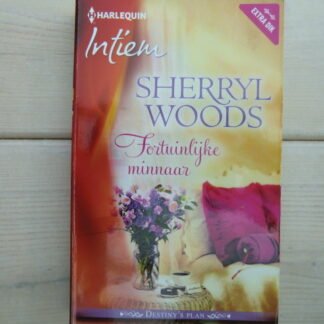 HARLEQUIN
Intiem
EXTRA DIK
SHERRYL
WOODS
Fortuinlijke
minnaar
DESTINY'S PLAN